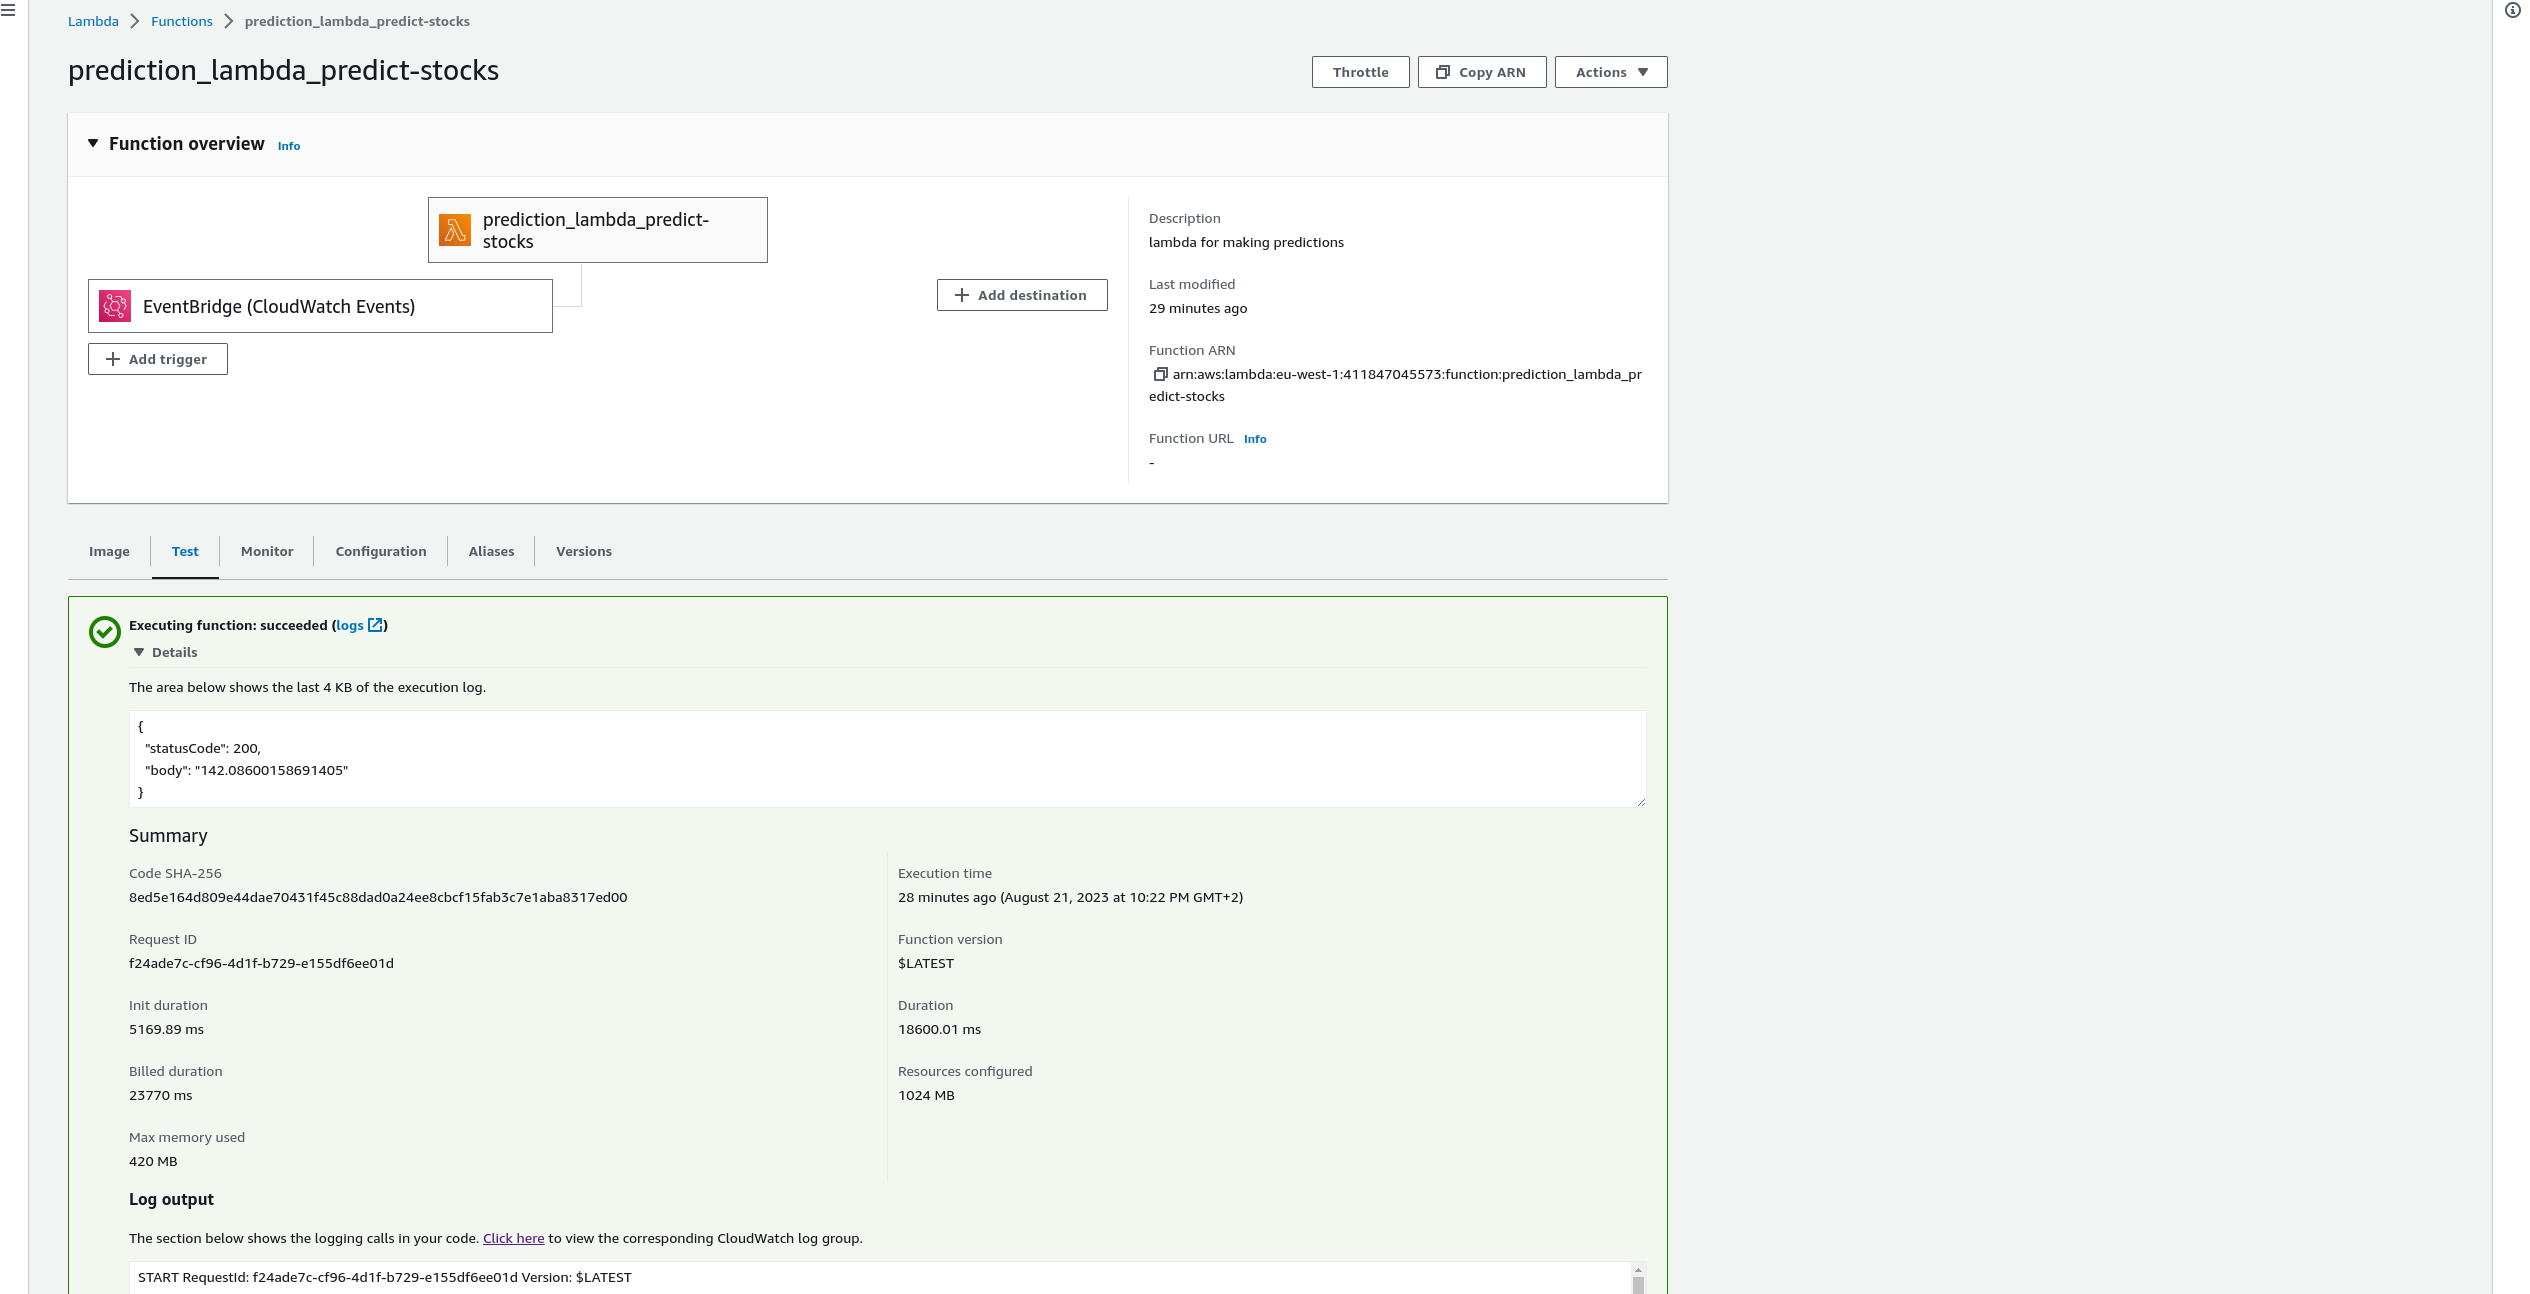 Lambda > Functions > prediction_lambda_predict-stocks
prediction_lambda_predict-stocks
Throttle
Copy ARN
Actions
Function overview Info
prediction_lambda_predict-
stocks
EventBridge (CloudWatch Events)
Add trigger
Add destination
Description
lambda for making predictions
Last modified
29 minutes ago
Function ARN
arn:aws:lambda:eu-west-1:411847045573:function:prediction_lambda_pr
edict-stocks
Function URL Info
-
Image
Test
Monitor
Configuration
Aliases
Versions
Executing function: succeeded (logs)
Details
The area below shows the last 4 KB of the execution log.
{
"statusCode": 200,
"body": "142.08600158691405"
}
Summary
Code SHA-256
8ed5e164d809e44dae70431f45c88dad0a24ee8cbcf15fab3c7e1aba8317ed00
Execution time
28 minutes ago (August 21, 2023 at 10:22 PM GMT+2)
Request ID
f24ade7c-cf96-4d1f-b729-e155df6ee01d
Function version
$LATEST
Init duration
5169.89 ms
Duration
18600.01 ms
Billed duration
23770 ms
Resources configured
1024 MB
Max memory used
420 MB
Log output
The section below shows the logging calls in your code. Click here to view the corresponding CloudWatch log group.
START RequestId: f24ade7c-cf96-4d1f-b729-e155df6ee01d Version: $LATEST